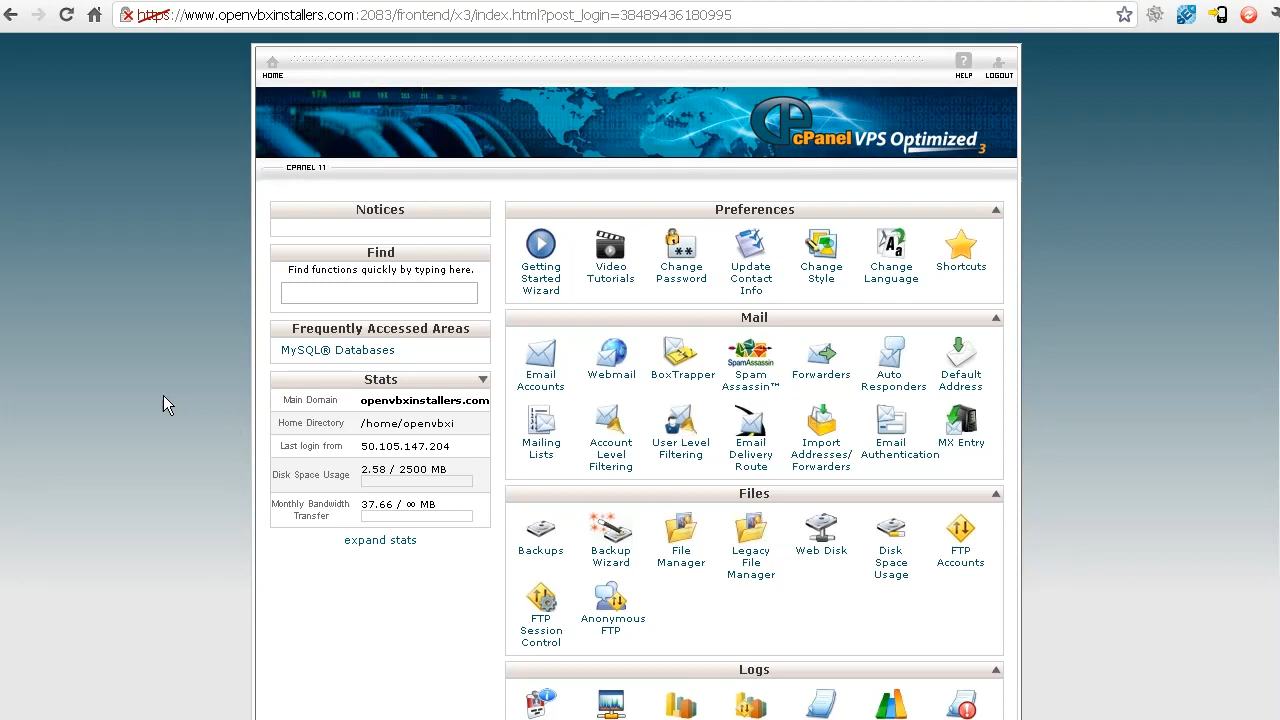 https://www.openvbxinstallers.com:2083/frontend/x3/index.html?post_login=38489436180995
HOME
HELP
LOGOUT
cPanel VPS Optimized 3
CPANEL 11
Notices
Find
Find functions quickly by typing here.
Frequently Accessed Areas
MySQL® Databases
Stats
Main Domain openvbxinstallers.com
Home Directory /home/openvbxi
Last login from 50.105.147.204
Disk Space Usage 2.58 / 2500 MB
Monthly Bandwidth Transfer 37.66 / ∞ MB
expand stats
Preferences
Getting Started Wizard
Video Tutorials
Change Password
Update Contact Info
Change Style
Change Language
Shortcuts
Mail
Email Accounts
Webmail
BoxTrapper
Spam Assassin™
Forwarders
Auto Responders
Default Address
Mailing Lists
Account Level Filtering
User Level Filtering
Email Delivery Route
Import Addresses/ Forwarders
Email Authentication
MX Entry
Files
Backups
Backup Wizard
File Manager
Legacy File Manager
Web Disk
Disk Space Usage
FTP Accounts
FTP Session Control
Anonymous FTP
Logs